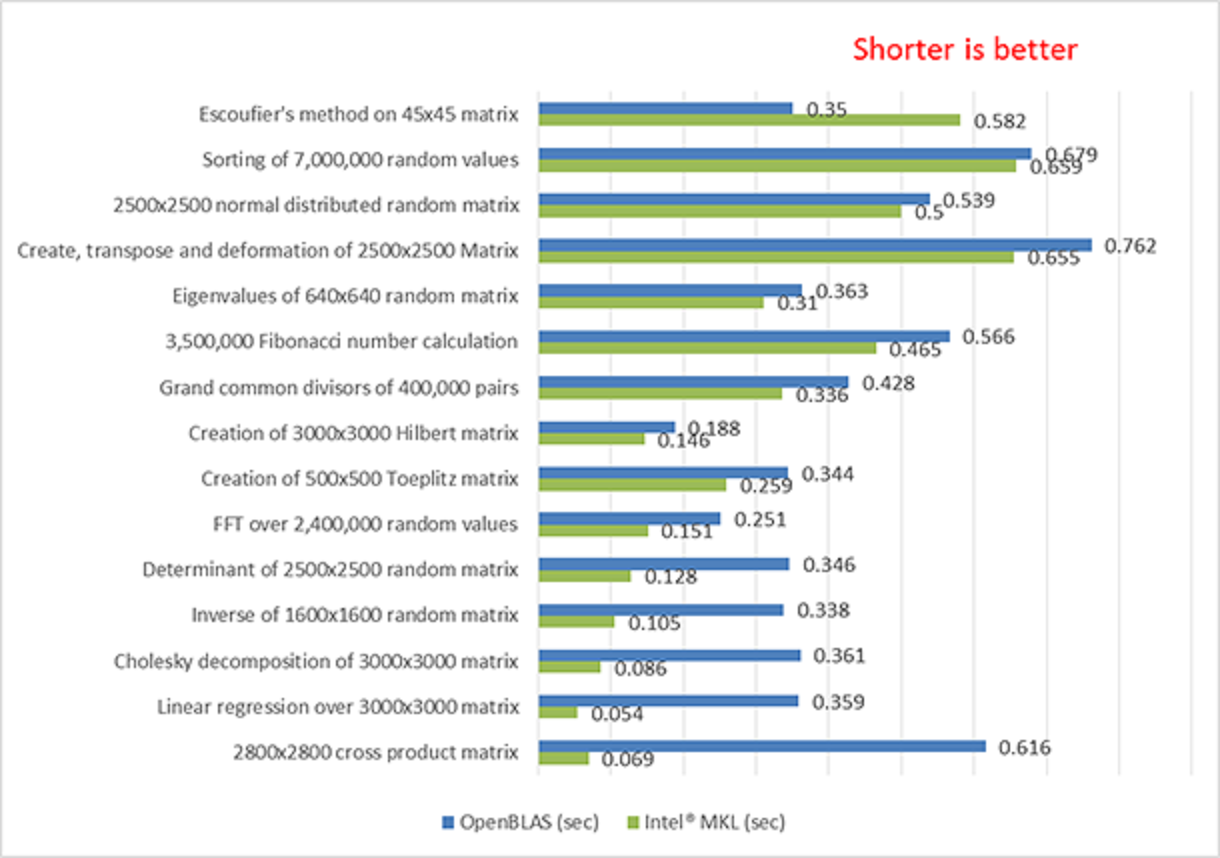 Shorter is better
Escoufier's method on 45x45 matrix
0.35
0.582
Sorting of 7,000,000 random values
0.679
0.659
2500x2500 normal distributed random matrix
0.539
0.5
Create, transpose and deformation of 2500x2500 Matrix
0.762
0.655
Eigenvalues of 640x640 random matrix
0.363
0.31
3,500,000 Fibonacci number calculation
0.566
0.465
Grand common divisors of 400,000 pairs
0.428
0.336
Creation of 3000x3000 Hilbert matrix
0.188
0.146
Creation of 500x500 Toeplitz matrix
0.344
0.259
FFT over 2,400,000 random values
0.251
0.151
Determinant of 2500x2500 random matrix
0.346
0.128
Inverse of 1600x1600 random matrix
0.338
0.105
Cholesky decomposition of 3000x3000 matrix
0.361
0.086
Linear regression over 3000x3000 matrix
0.359
0.054
2800x2800 cross product matrix
0.616
0.069
OpenBLAS (sec) Intel® MKL (sec)